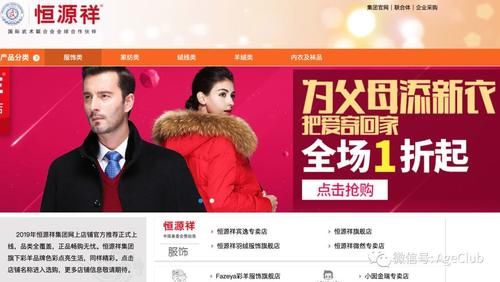 恒源祥
国际武术联合会全球合作伙伴
集团官网 | 联合体 | 企业采购
产品分类
服饰类
家纺类
绒线类
羊绒类
内衣及袜品
为父母添新衣
把爱寄回家
全场1折起
点击抢购
2019年恒源祥集团网上店铺官方推荐正式上
线，品类全覆盖，正品畅购无忧。恒源祥集团
旗下彩羊品牌色彩点亮生活，同样精彩。点击
店铺名称进入选购，更多店铺信息敬请期待。
恒源祥
服饰
恒源祥宾逸专卖店
恒源祥旗舰店
恒源祥羽绒服饰旗舰店
恒源祥微然专卖店
Fazeya彩羊服饰旗舰店
小囡金瑞专卖店
微信号: AgeClub